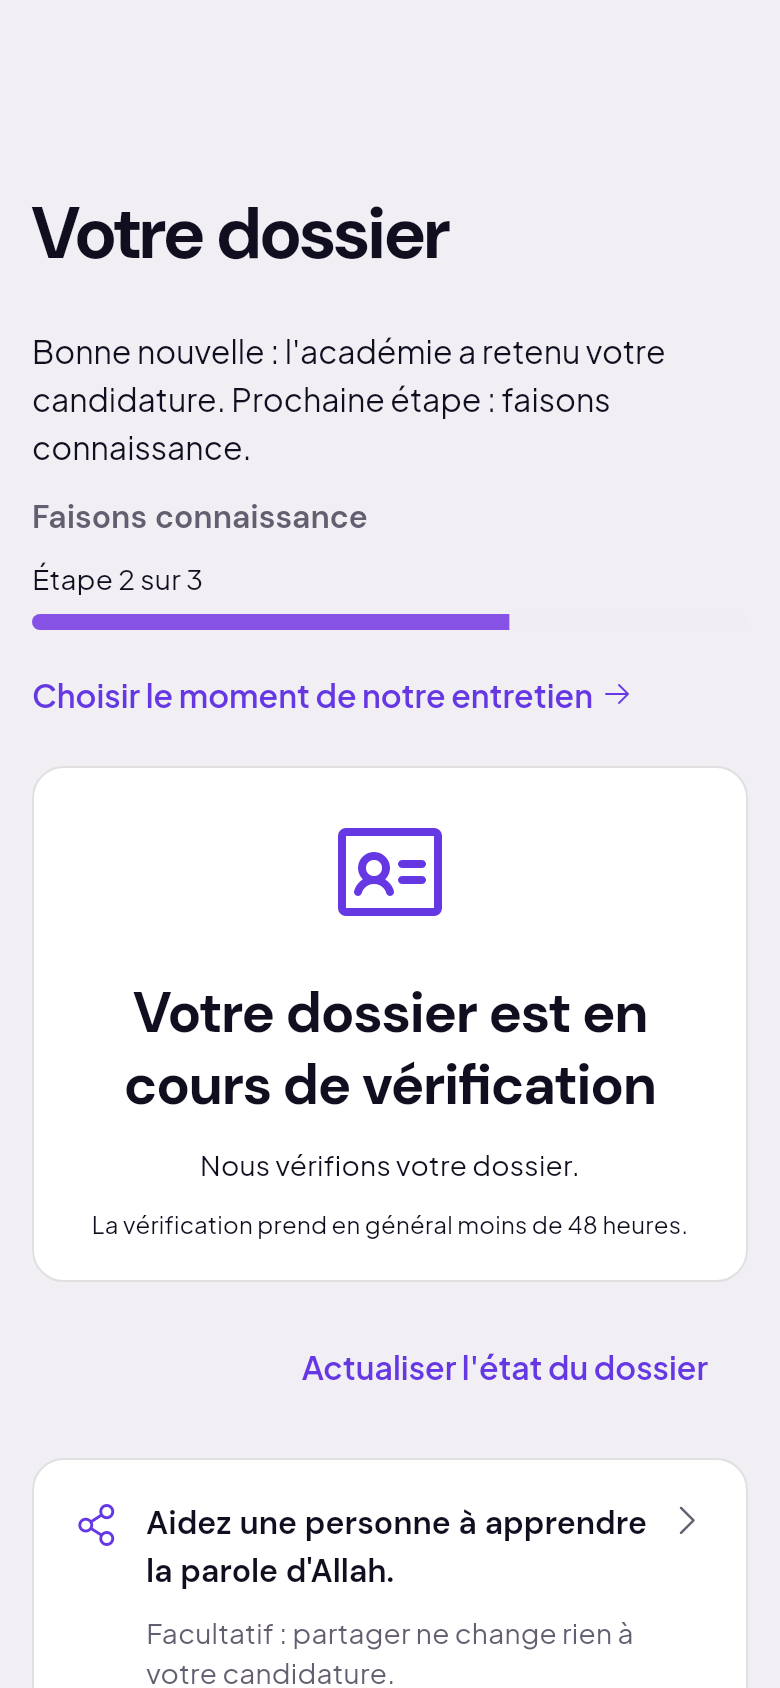 Votre dossier
Bonne nouvelle : l'académie a retenu votre
candidature. Prochaine étape : faisons
connaissance.
Faisons connaissance
Étape 2 sur 3
Choisir le moment de notre entretien →
Votre dossier est en
cours de vérification
Nous vérifions votre dossier.
La vérification prend en général moins de 48 heures.
Actualiser l'état du dossier
Aidez une personne à apprendre
la parole d'Allah.
Facultatif : partager ne change rien à
votre candidature.